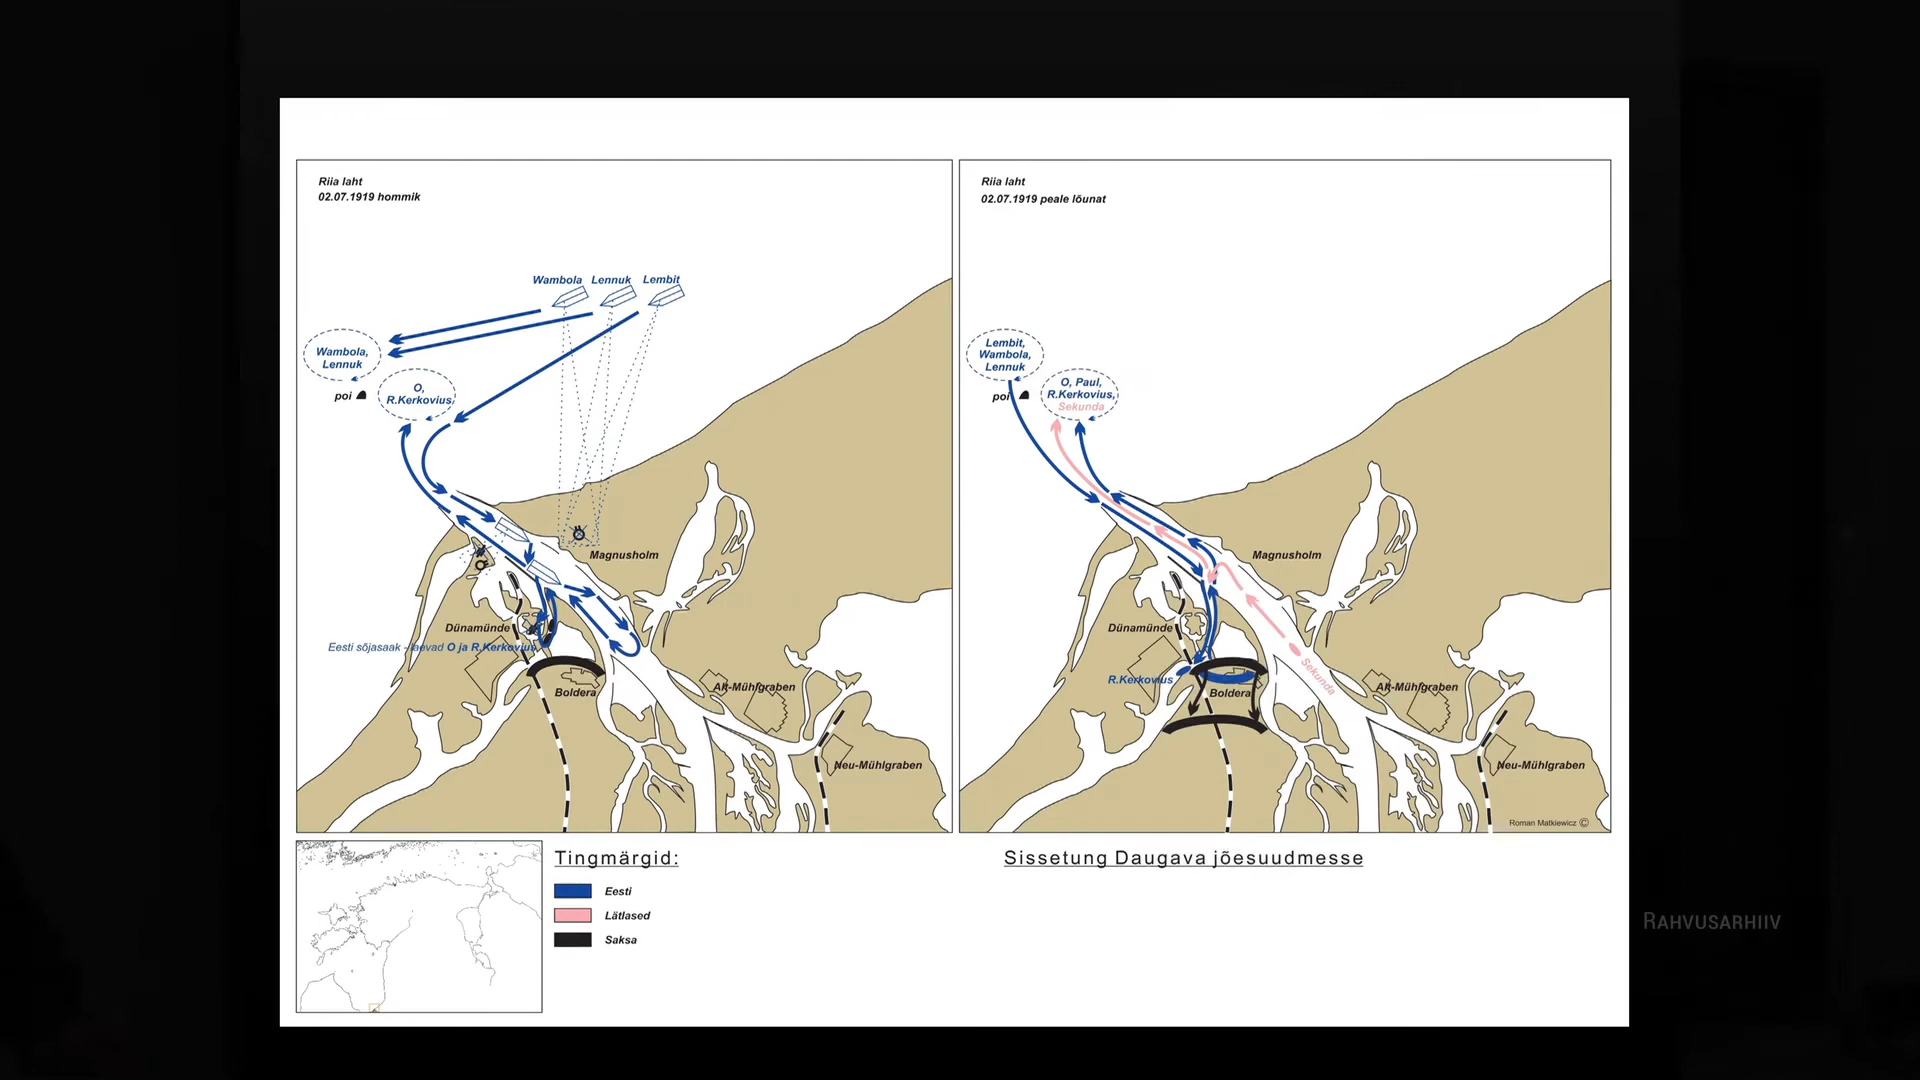 Riia laht
02.07.1919 hommik
Wambola
Lennuk
Lembit
Wambola,
Lennuk
poi
O,
R.Kerkovius
Magnusholm
Dünamünde
Eesti sõjasaak - laevad O ja R.Kerkovius
Boldera
Alt-Mühlgraben
Neu-Mühlgraben
Riia laht
02.07.1919 peale lõunat
Lembit,
Wambola,
Lennuk
poi
O, Paul,
R.Kerkovius,
Sekunda
Magnusholm
Dünamünde
R.Kerkovius
Sekunda
Boldera
Alt-Mühlgraben
Neu-Mühlgraben
Roman Matkiewicz ©
Tingmärgid:
Eesti
Lätlased
Saksa
Sissetung Daugava jõesuudmesse
RAHVUSARHIIV